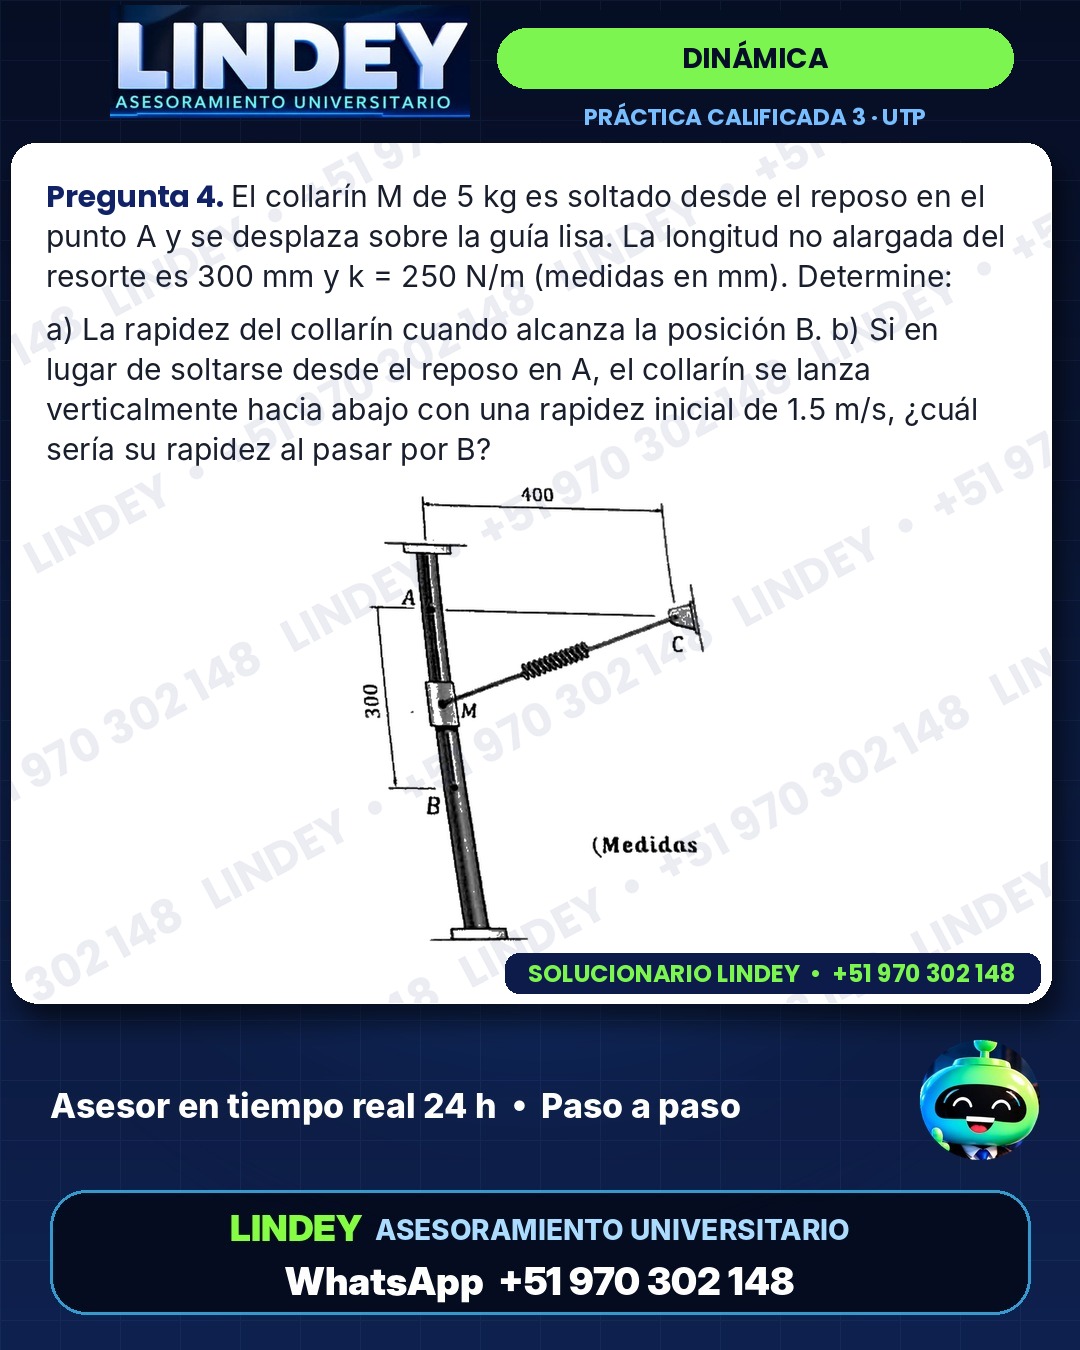 LINDEY
ASESORAMIENTO UNIVERSITARIO
DINÁMICA
PRÁCTICA CALIFICADA 3 · UTP
Pregunta 4. El collarín M de 5 kg es soltado desde el reposo en el
punto A y se desplaza sobre la guía lisa. La longitud no alargada del
resorte es 300 mm y k = 250 N/m (medidas en mm). Determine:
a) La rapidez del collarín cuando alcanza la posición B. b) Si en
lugar de soltarse desde el reposo en A, el collarín se lanza
verticalmente hacia abajo con una rapidez inicial de 1.5 m/s, ¿cuál
sería su rapidez al pasar por B?
400
A
C
300
M
B
(Medidas
SOLUCIONARIO LINDEY • +51 970 302 148
Asesor en tiempo real 24 h • Paso a paso
LINDEY ASESORAMIENTO UNIVERSITARIO
WhatsApp +51 970 302 148